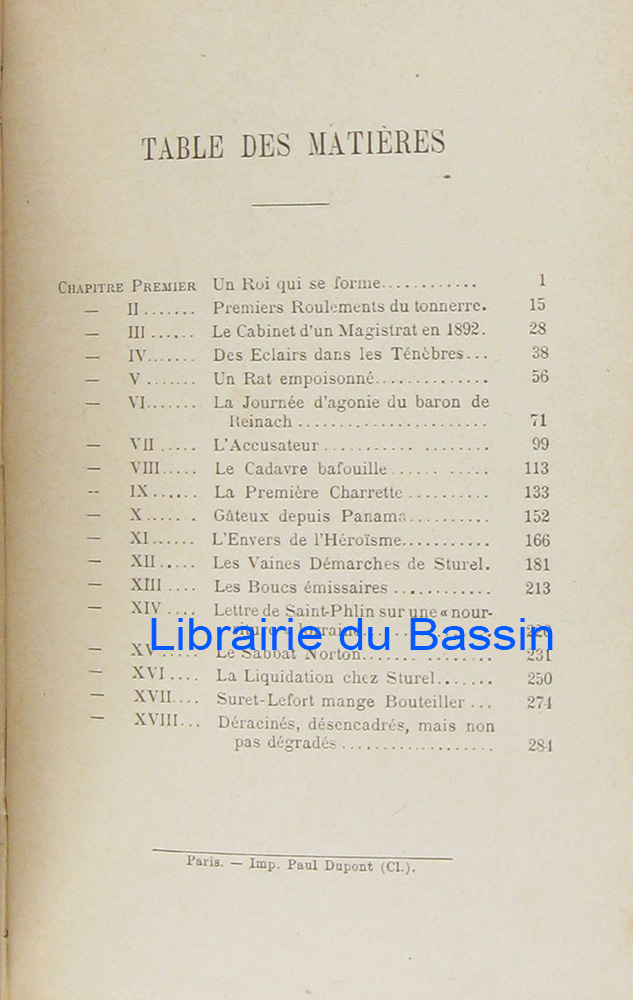 TABLE DES MATIÈRES
CHAPITRE PREMIER Un Roi qui se forme............ 1
— II....... Premiers Roulements du tonnerre. 15
— III...... Le Cabinet d'un Magistrat en 1892. 28
— IV....... Des Eclairs dans les Ténèbres... 38
— V....... Un Rat empoisonné.............. 56
— VI....... La Journée d'agonie du baron de
Reinach....................... 71
— VII..... L'Accusateur.................... 99
— VIII..... Le Cadavre bafouille........... 113
-- IX...... La Première Charrette.......... 133
— X...... Gâteux depuis Panama.......... 152
— XI...... L'Envers de l'Héroïsme........... 166
— XII..... Les Vaines Démarches de Sturel. 181
— XIII.... Les Boucs émissaires............ 213
— XIV.... Lettre de Saint-Phlin sur une « nour-
Librairie du Bassin
— XV...... Le Sabbat Norton.............. 231
— XVI.... La Liquidation chez Sturel....... 250
— XVII.... Suret-Lefort mange Bouteiller... 274
— XVIII... Déracinés, désencadrés, mais non
pas dégradés.................... 284
Paris. — Imp. Paul Dupont (Cl.).